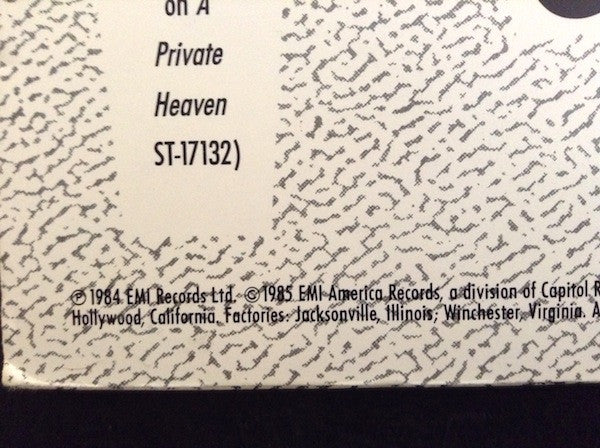 on A
Private
Heaven
ST-17132)
℗ 1984 EMI Records Ltd. © 1985 EMI America Records, a division of Capitol R
Hollywood, California. Factories: Jacksonville, Illinois; Winchester, Virginia. A